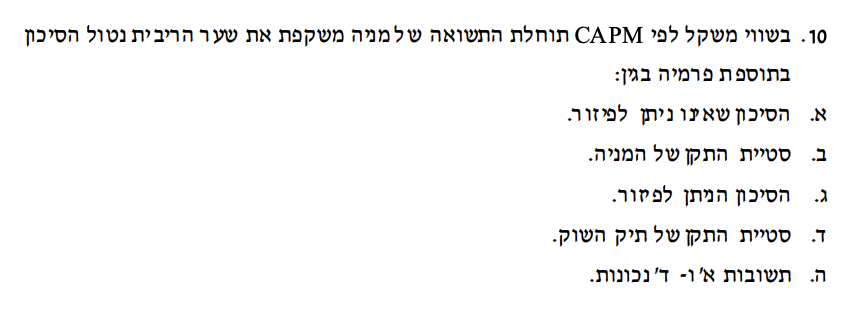 10. בשווי משקל לפי CAPM תוחלת התשואה של מניה משקפת את שער הריבית נטול הסיכון
בתוספת פרמיה בגין:
א. הסיכון שאינו ניתן לפיזור.
ב. סטיית התקן של המניה.
ג. הסיכון הניתן לפיזור.
ד. סטיית התקן של תיק השוק.
ה. תשובות א' ו- ד' נכונות.